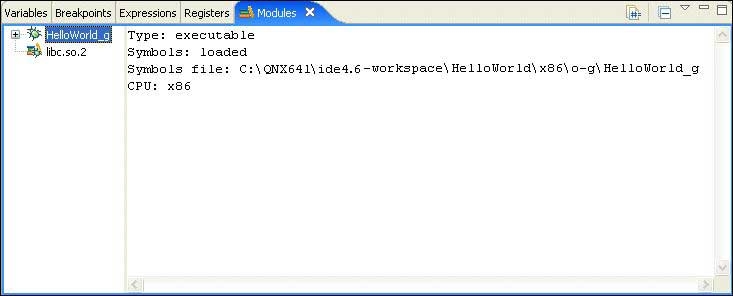 Variables Breakpoints Expressions Registers Modules
HelloWorld_g
libc.so.2
Type: executable
Symbols: loaded
Symbols file: C:\QNX641\ide4.6-workspace\HelloWorld\x86\o-g\HelloWorld_g
CPU: x86